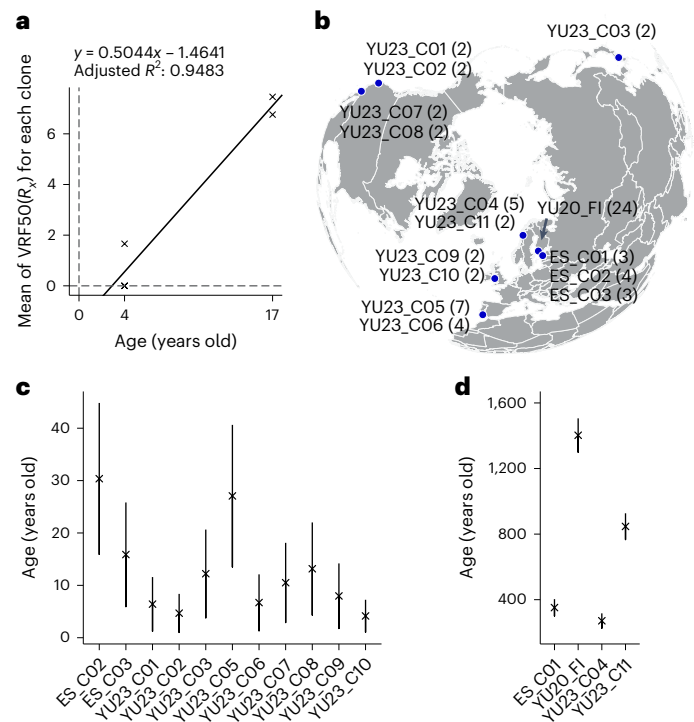 a
y = 0.5044x – 1.4641
Adjusted R²: 0.9483
Mean of VRF50(Rx) for each clone
6
4
2
0
0
4
17
Age (years old)
b
YU23_C03 (2)
YU23_C01 (2)
YU23_C02 (2)
YU23_C07 (2)
YU23_C08 (2)
YU23_C04 (5)
YU23_C11 (2)
YU20_FI (24)
YU23_C09 (2)
YU23_C10 (2)
ES_C01 (3)
ES_C02 (4)
ES_C03 (3)
YU23_C05 (7)
YU23_C06 (4)
c
Age (years old)
40
30
20
10
0
ES_C02
ES_C03
YU23_C01
YU23_C02
YU23_C03
YU23_C05
YU23_C06
YU23_C07
YU23_C08
YU23_C09
YU23_C10
d
Age (years old)
1,600
1,200
800
400
ES_C01
YU20_FI
YU23_C04
YU23_C11